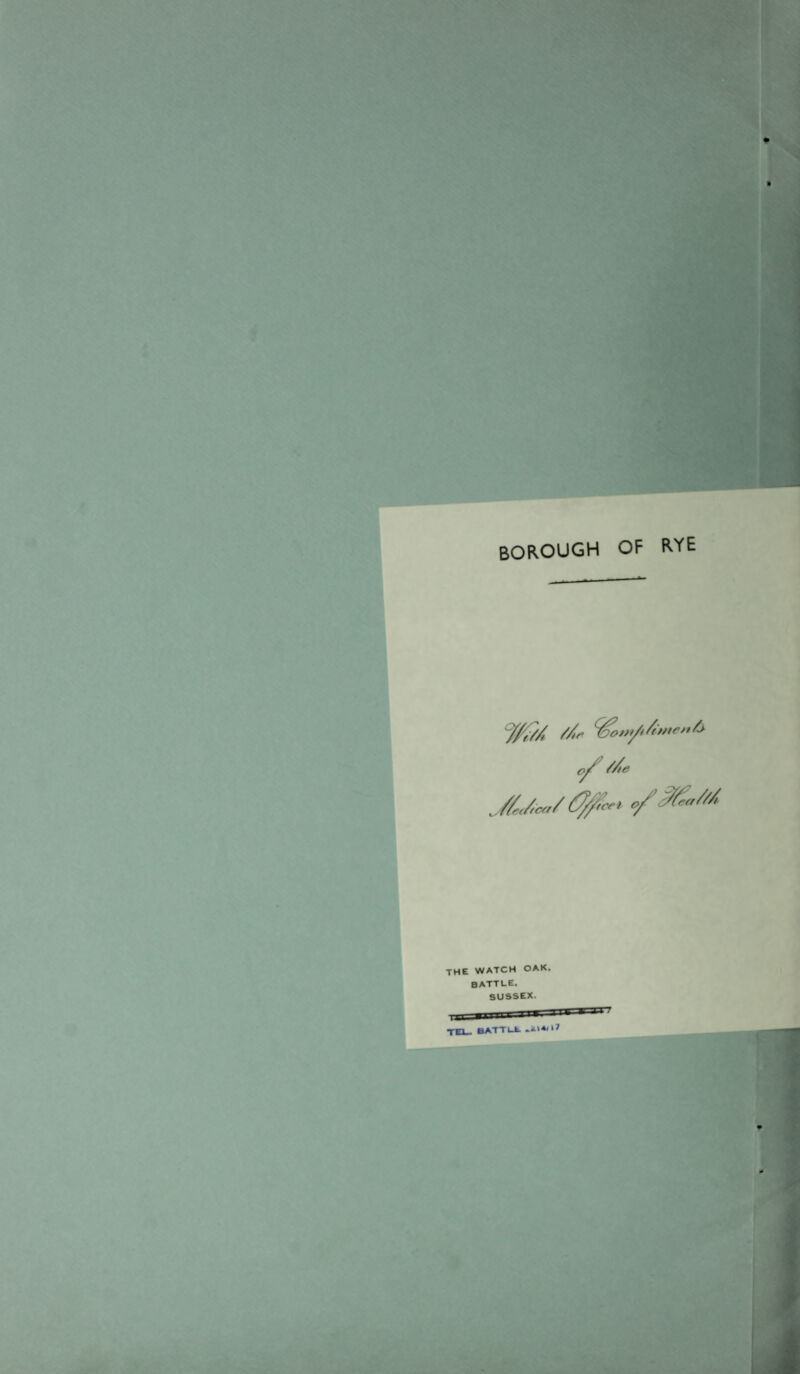 BOROUGH OF RYE
With the Compliments
of the
Medical Officer of Health
THE WATCH OAK,
BATTLE,
SUSSEX.
TEL. BATTLE